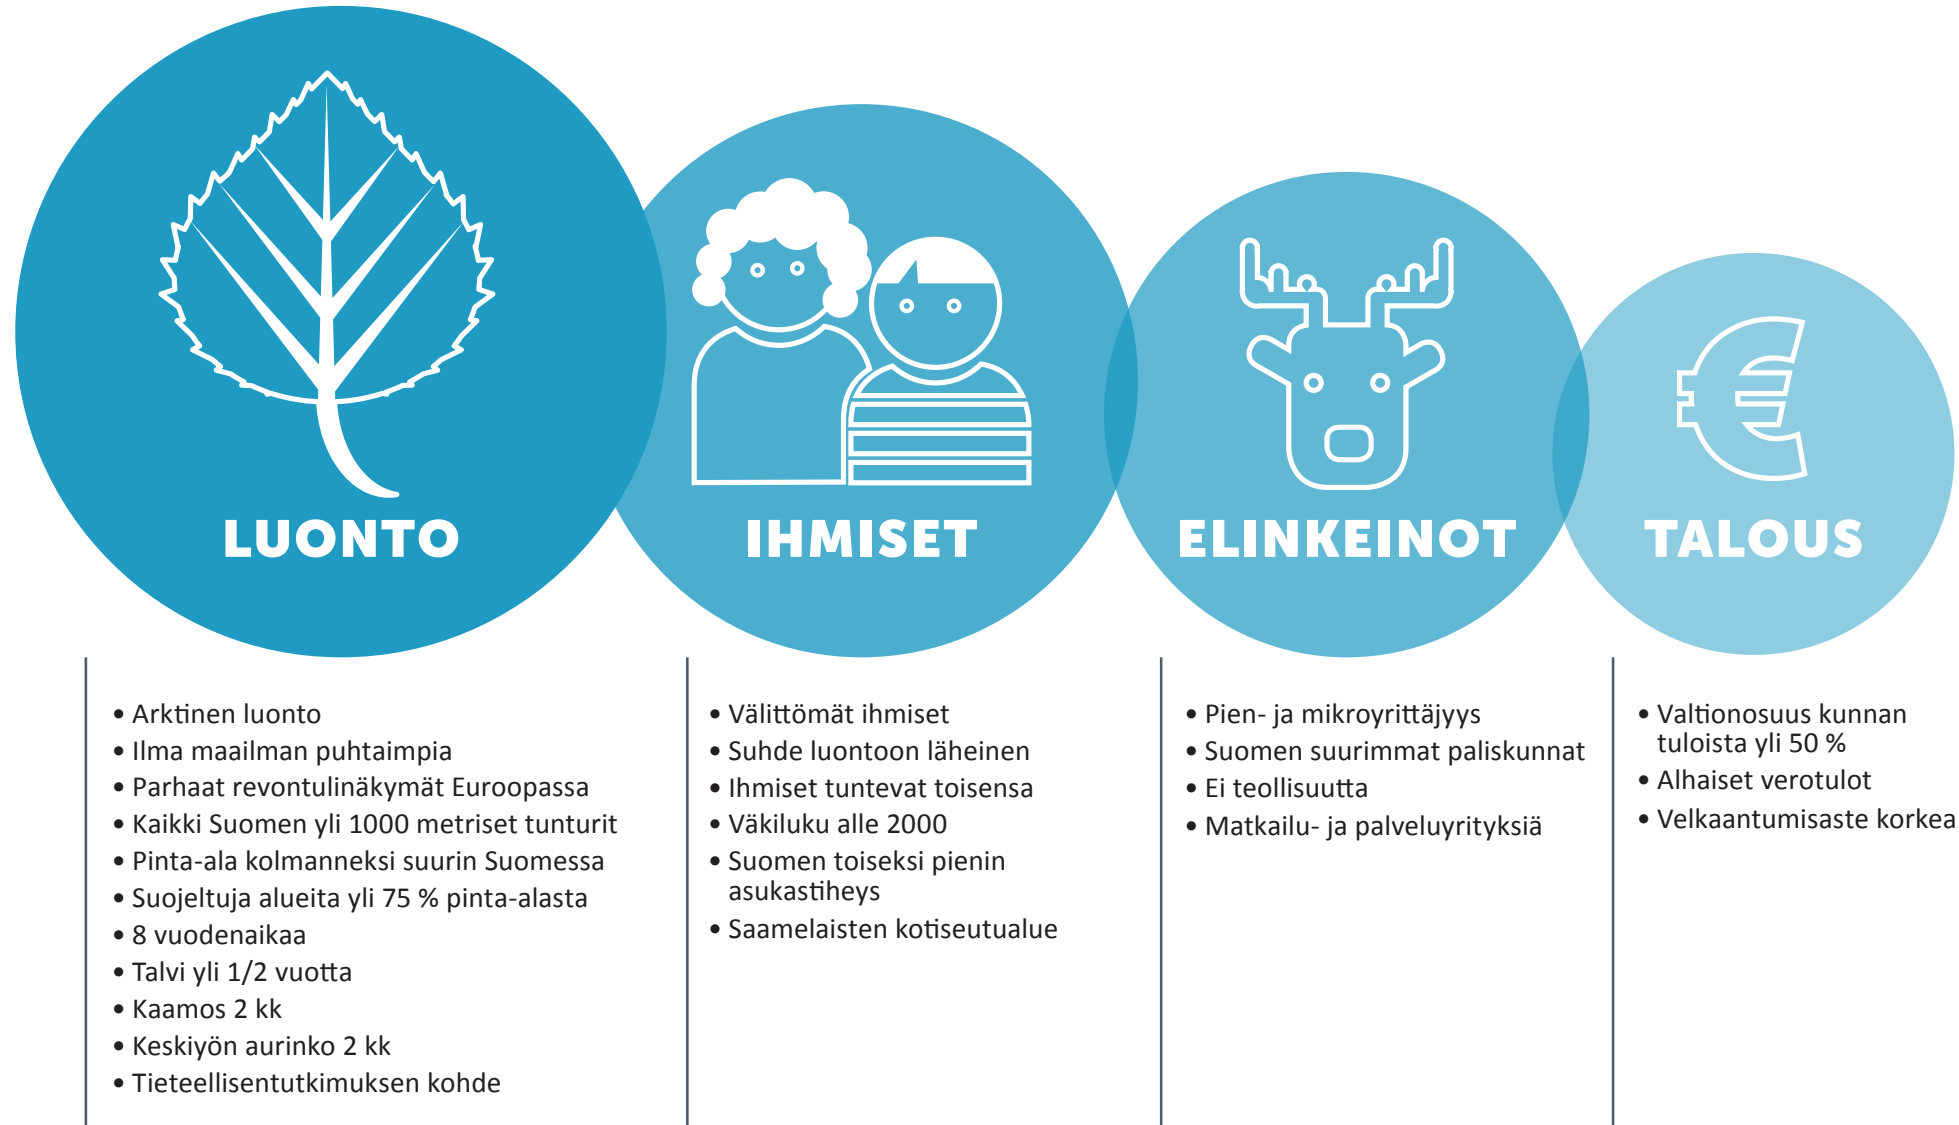 LUONTO
• Arktinen luonto
• Ilma maailman puhtaimpia
• Parhaat revontulinäkymät Euroopassa
• Kaikki Suomen yli 1000 metriset tunturit
• Pinta-ala kolmanneksi suurin Suomessa
• Suojeltuja alueita yli 75 % pinta-alasta
• 8 vuodenaikaa
• Talvi yli 1/2 vuotta
• Kaamos 2 kk
• Keskiyön aurinko 2 kk
• Tieteellisentutkimuksen kohde
IHMISET
• Välittömät ihmiset
• Suhde luontoon läheinen
• Ihmiset tuntevat toisensa
• Väkiluku alle 2000
• Suomen toiseksi pienin
asukastiheys
• Saamelaisten kotiseutualue
ELINKEINOT
• Pien- ja mikroyrittäjyys
• Suomen suurimmat paliskunnat
• Ei teollisuutta
• Matkailu- ja palveluyrityksiä
€
TALOUS
• Valtionosuus kunnan
tuloista yli 50 %
• Alhaiset verotulot
• Velkaantumisaste korkea